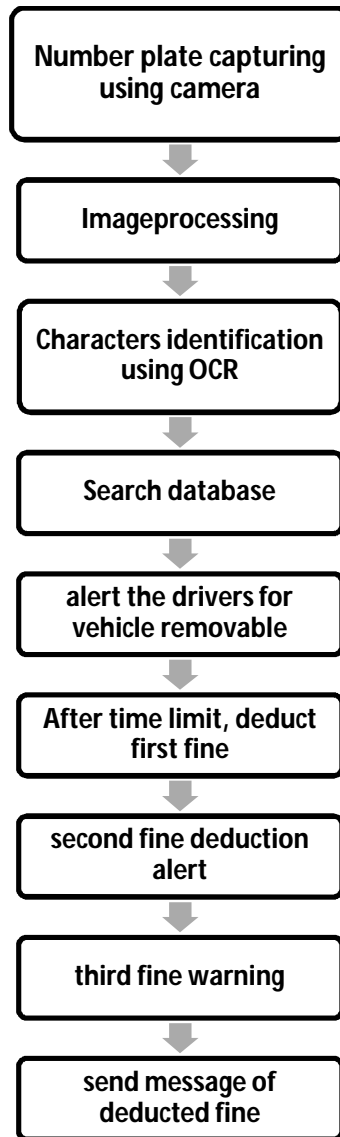 Number plate capturing
using camera
Imageprocessing
Characters identification
using OCR
Search database
alert the drivers for
vehicle removable
After time limit, deduct
first fine
second fine deduction
alert
third fine warning
send message of
deducted fine